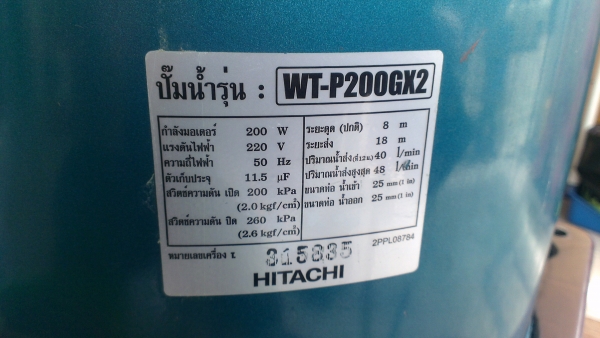 ปั๊มน้ำรุ่น : WT-P200GX2
กำลังมอเตอร์ 200 W
แรงดันไฟฟ้า 220 V
ความถี่ไฟฟ้า 50 Hz
ตัวเก็บประจุ 11.5 µF
สวิตช์ความดัน เปิด 200 kPa
(2.0 kgf/cm²)
สวิตช์ความดัน ปิด 260 kPa
(2.6 kgf/cm²)
ระยะดูด (ปกติ) 8 m
ระยะส่ง 18 m
ปริมาณน้ำส่ง(ที่12ม.) 40 l/min
ปริมาณน้ำส่งสูงสุด 48 l/min
ขนาดท่อ น้ำเข้า 25 mm (1 in)
ขนาดท่อ น้ำออก 25 mm (1 in)
หมายเลขเครื่อง t. 815835
2PPL08784
HITACHI